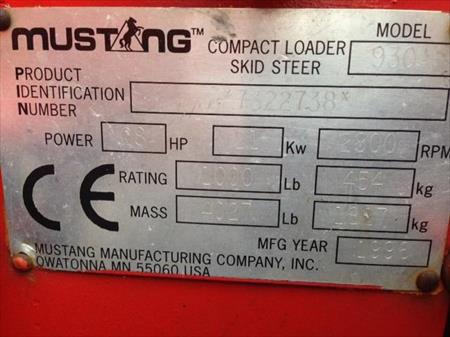 MUSTANG™
COMPACT LOADER
SKID STEER
MODEL
930
PRODUCT
IDENTIFICATION
NUMBER
POWER HP Kw 2800 RPM
CE
RATING 1000 Lb 454 kg
MASS 4027 Lb kg
MFG YEAR
MUSTANG MANUFACTURING COMPANY, INC.
OWATONNA MN 55060 USA